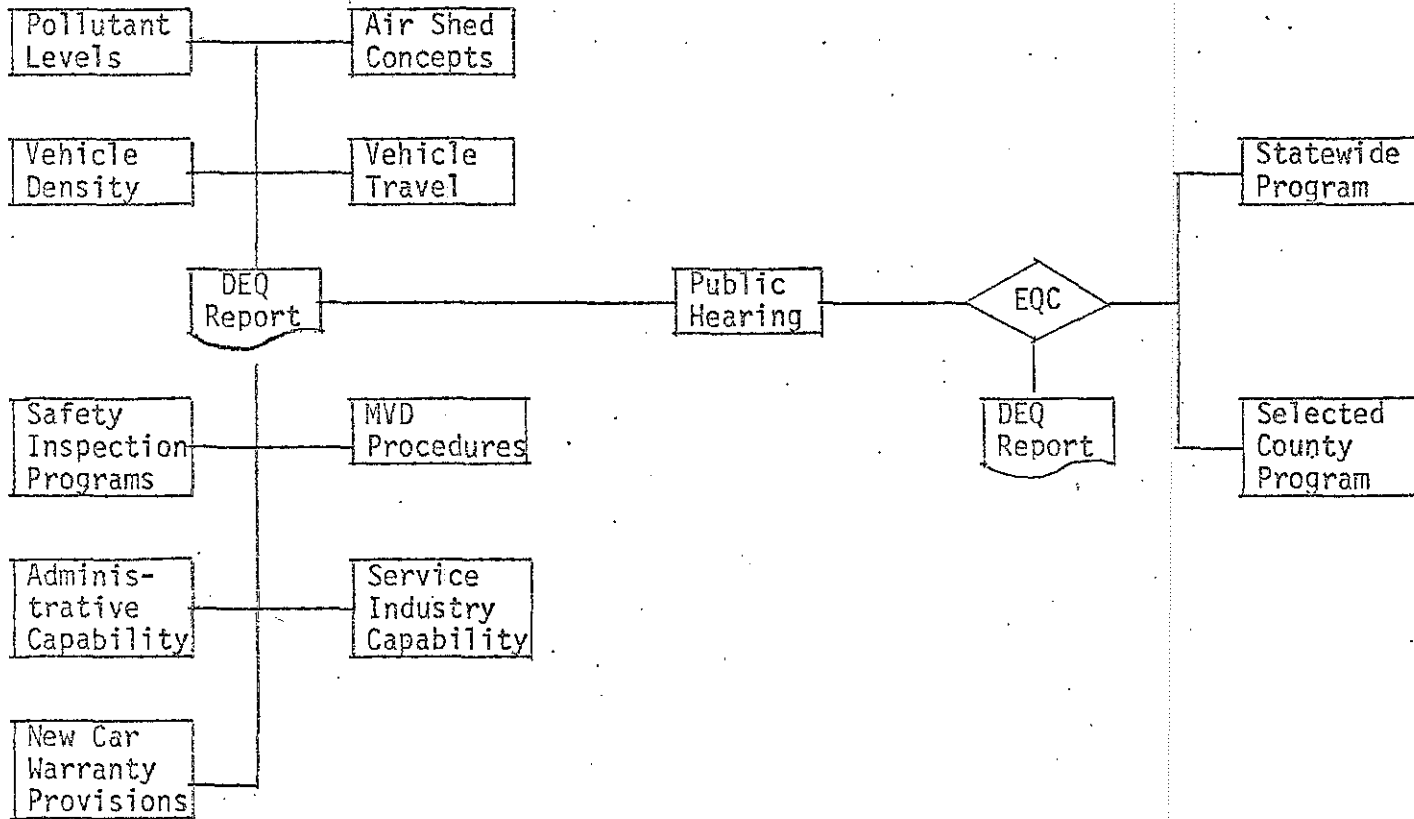 Pollutant
Levels
Air Shed
Concepts
Vehicle
Density
Vehicle
Travel
Statewide
Program
DEQ
Report
Public
Hearing
EQC
Safety
Inspection
Programs
MVD
Procedures
DEQ
Report
Selected
County
Program
Adminis-
trative
Capability
Service
Industry
Capability
New Car
Warranty
Provisions